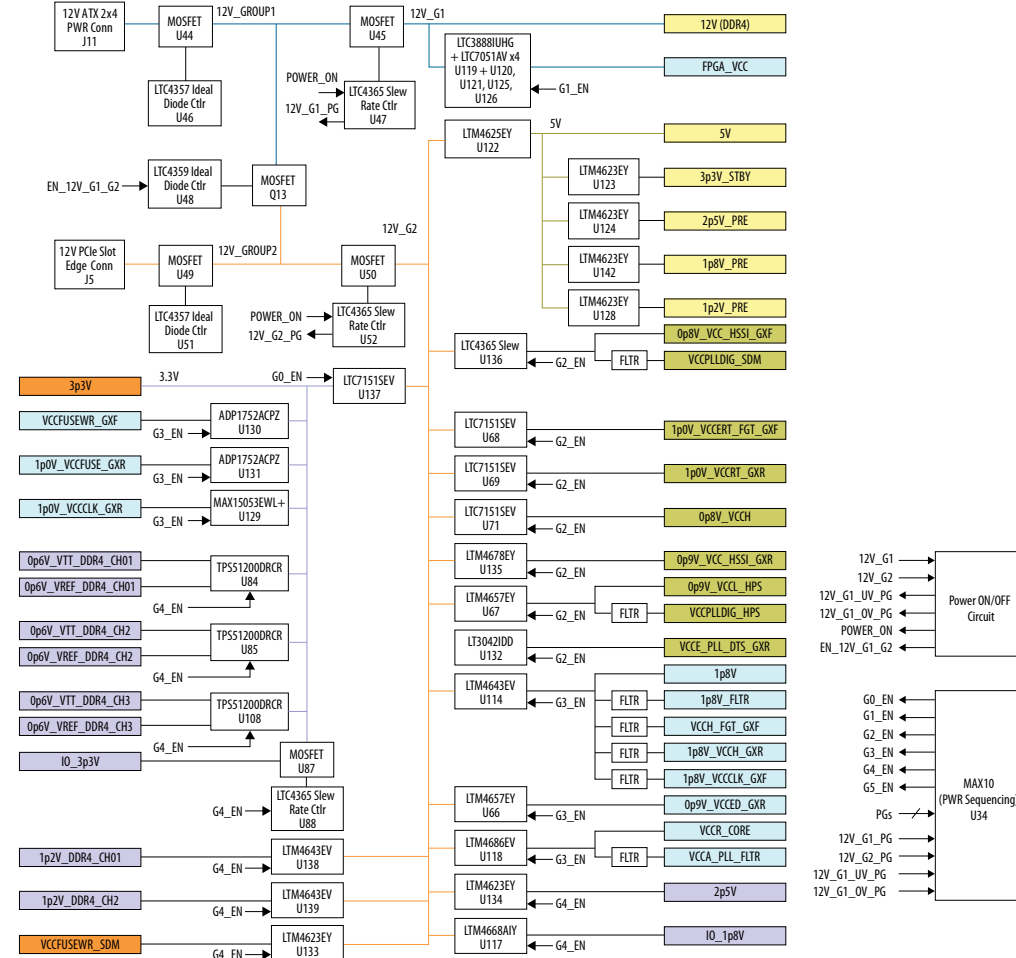 12V ATX 2x4
PWR Conn
J11
MOSFET
U44
12V_GROUP1
MOSFET
U45
12V_G1
12V (DDR4)
LTC3888IUHG
+ LTC7051AV x4
U119 + U120,
U121, U125,
U126
G1_EN
FPGA_VCC
LTC4357 Ideal
Diode Ctlr
U46
POWER_ON
12V_G1_PG
LTC4365 Slew
Rate Ctlr
U47
LTM4625EY
U122
5V
5V
LTM4623EY
U123
3p3V_STBY
EN_12V_G1_G2
LTC4359 Ideal
Diode Ctlr
U48
MOSFET
Q13
LTM4623EY
U124
2p5V_PRE
12V_G2
12V PCIe Slot
Edge Conn
J5
MOSFET
U49
12V_GROUP2
MOSFET
U50
LTM4623EY
U142
1p8V_PRE
LTC4357 Ideal
Diode Ctlr
U51
POWER_ON
12V_G2_PG
LTC4365 Slew
Rate Ctlr
U52
LTM4623EY
U128
1p2V_PRE
LTC4365 Slew
U136
G2_EN
0p8V_VCC_HSSI_GXF
FLTR
VCCPLLDIG_SDM
3p3V
3.3V
G0_EN
LTC7151SEV
U137
VCCFUSEWR_GXF
G3_EN
ADP1752ACPZ
U130
LTC7151SEV
U68
G2_EN
1p0V_VCCERT_FGT_GXF
1p0V_VCCFUSE_GXR
G3_EN
ADP1752ACPZ
U131
LTC7151SEV
U69
G2_EN
1p0V_VCCRT_GXR
1p0V_VCCCLK_GXR
G3_EN
MAX15053EWL+
U129
LTC7151SEV
U71
G2_EN
0p8V_VCCH
0p6V_VTT_DDR4_CH01
0p6V_VREF_DDR4_CH01
G4_EN
TPS51200DRCR
U84
LTM4678EY
U135
G2_EN
0p9V_VCC_HSSI_GXR
LTM4657EY
U67
0p9V_VCCL_HPS
FLTR
VCCPLLDIG_HPS
0p6V_VTT_DDR4_CH2
0p6V_VREF_DDR4_CH2
G4_EN
TPS51200DRCR
U85
LT3042IDD
U132
G2_EN
VCCE_PLL_DTS_GXR
0p6V_VTT_DDR4_CH3
0p6V_VREF_DDR4_CH3
G4_EN
TPS51200DRCR
U108
LTM4643EV
U114
G3_EN
1p8V
FLTR
1p8V_FLTR
FLTR
VCCH_FGT_GXF
FLTR
1p8V_VCCH_GXR
FLTR
1p8V_VCCCLK_GXF
IO_3p3V
MOSFET
U87
G4_EN
LTC4365 Slew
Rate Ctlr
U88
LTM4657EY
U66
G3_EN
0p9V_VCCED_GXR
1p2V_DDR4_CH01
G4_EN
LTM4643EV
U138
LTM4686EV
U118
G3_EN
VCCR_CORE
FLTR
VCCA_PLL_FLTR
1p2V_DDR4_CH2
G4_EN
LTM4643EV
U139
LTM4623EY
U134
G4_EN
2p5V
VCCFUSEWR_SDM
G4_EN
LTM4623EY
U133
LTM4668AIY
U117
G4_EN
IO_1p8V
12V_G1
12V_G2
12V_G1_UV_PG
12V_G1_OV_PG
POWER_ON
EN_12V_G1_G2
Power ON/OFF
Circuit
G0_EN
G1_EN
G2_EN
G3_EN
G4_EN
G5_EN
PGs
12V_G1_PG
12V_G2_PG
12V_G1_UV_PG
12V_G1_OV_PG
MAX10
(PWR Sequencing)
U34